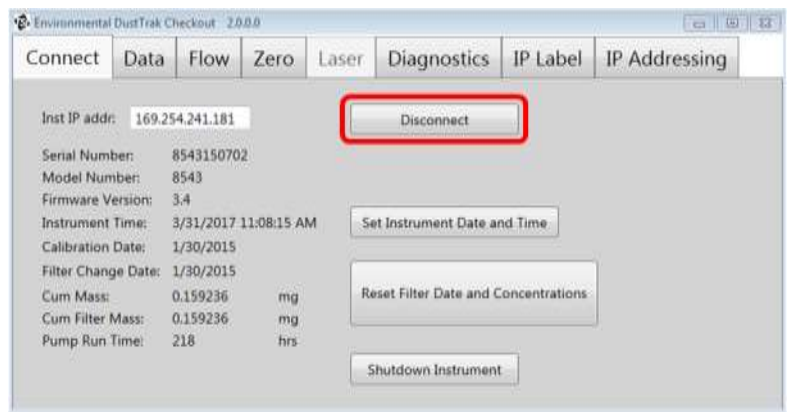 Environmental DustTrak Checkout 2.0.0.0
Connect Data Flow Zero Laser Diagnostics IP Label IP Addressing
Inst IP addr: 169.254.241.181 Disconnect
Serial Number: 8543150702
Model Number: 8543
Firmware Version: 3.4
Instrument Time: 3/31/2017 11:08:15 AM Set Instrument Date and Time
Calibration Date: 1/30/2015
Filter Change Date: 1/30/2015
Cum Mass: 0.159236 mg Reset Filter Date and Concentrations
Cum Filter Mass: 0.159236 mg
Pump Run Time: 218 hrs
Shutdown Instrument